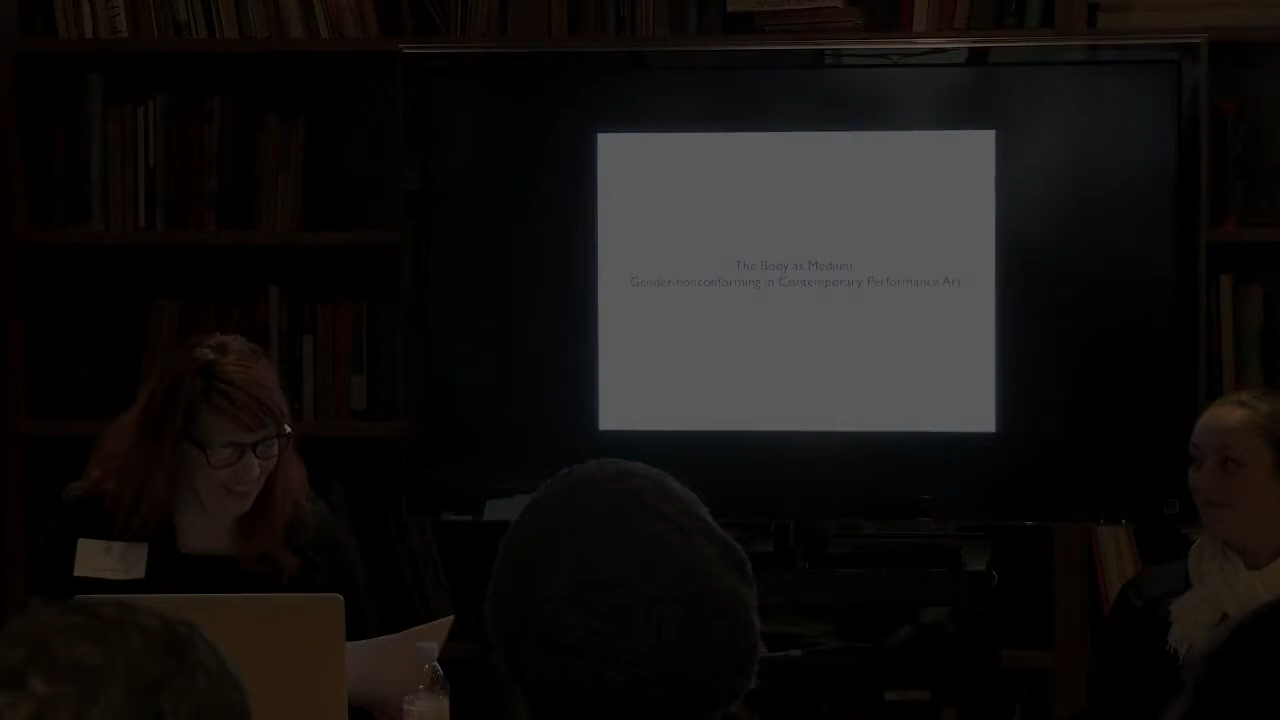 The Body as Medium
Gender-nonconforming in Contemporary Performance Art